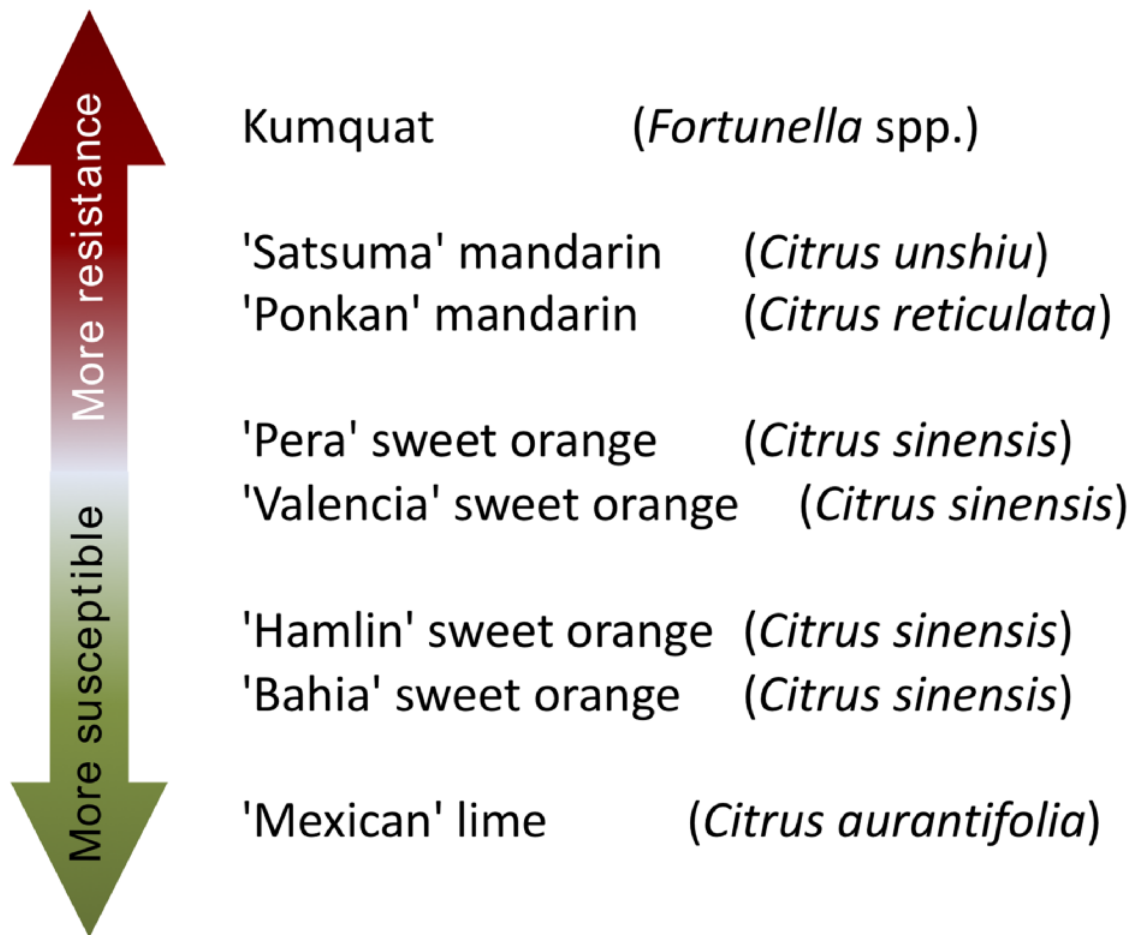 More resistance
More susceptible
Kumquat (Fortunella spp.)
'Satsuma' mandarin (Citrus unshiu)
'Ponkan' mandarin (Citrus reticulata)
'Pera' sweet orange (Citrus sinensis)
'Valencia' sweet orange (Citrus sinensis)
'Hamlin' sweet orange (Citrus sinensis)
'Bahia' sweet orange (Citrus sinensis)
'Mexican' lime (Citrus aurantifolia)